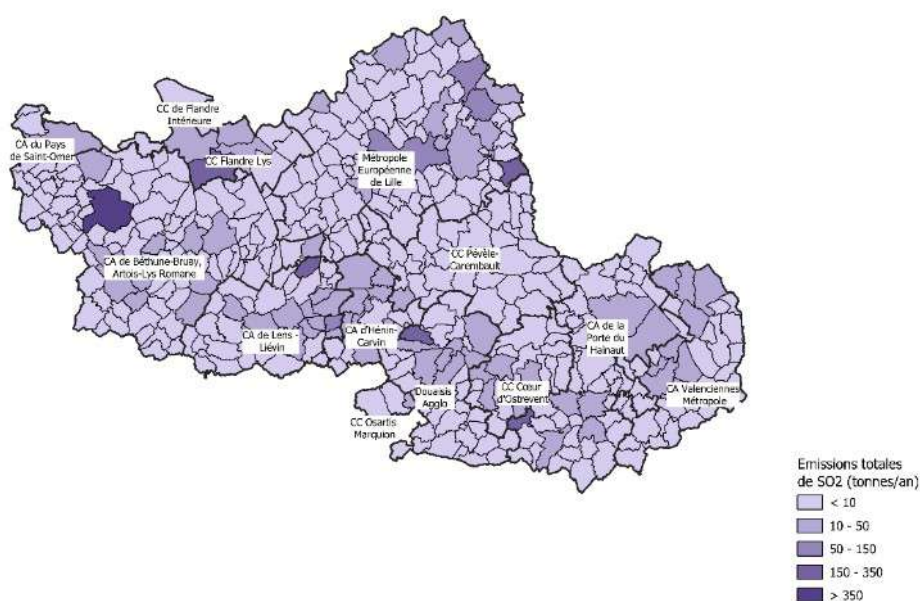 CC de Flandre
Intérieure
CA du Pays
de Saint-Omer
CC Flandre Lys
Métropole
Européenne
de Lille
CC Pévèle-
Carembault
CA de Béthune-Bruay,
Artois-Lys Romane
CA de Lens -
Liévin
CA d'Hénin-
Carvin
CA de la
Porte du
Hainaut
Douaisis
Agglo
CC Cœur
d'Ostrevent
CA Valenciennes
Métropole
CC Osartis
Marquion
Emissions totales
de SO2 (tonnes/an)
< 10
10 - 50
50 - 150
150 - 350
> 350